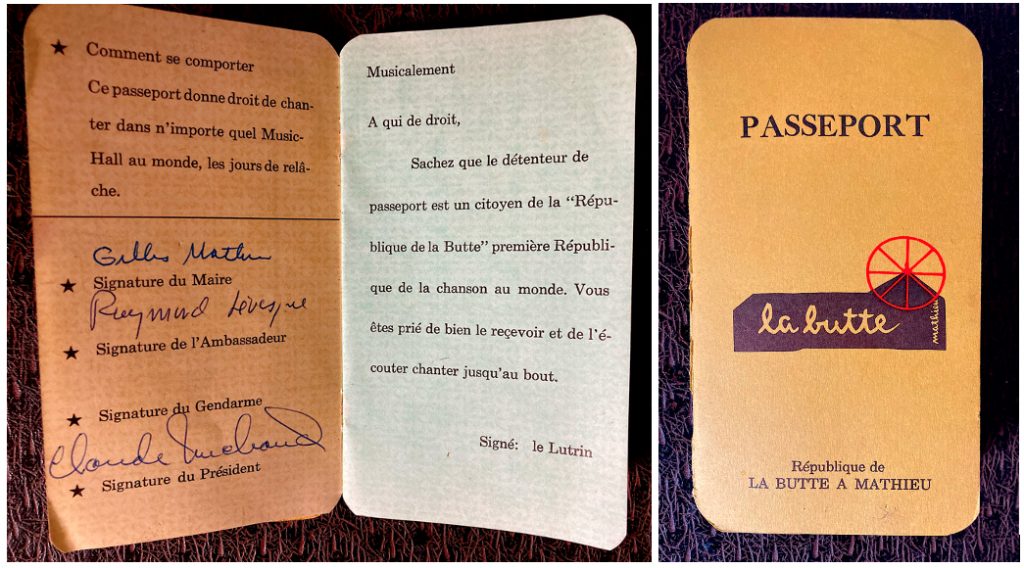 ★ Comment se comporter
Ce passeport donne droit de chan-
ter dans n'importe quel Music-
Hall au monde, les jours de relâ-
che.
Gilles Mathieu
★ Signature du Maire
Raymond Lévesque
★ Signature de l'Ambassadeur
★ Signature du Gendarme
Claude
★ Signature du Président
Musicalement
A qui de droit,
Sachez que le détenteur de
passeport est un citoyen de la "Répu-
blique de la Butte" première Républi-
que de la chanson au monde. Vous
êtes prié de bien le reçevoir et de l'é-
couter chanter jusqu'au bout.
Signé: le Lutrin
PASSEPORT
la butte
mathieu
République de
LA BUTTE A MATHIEU